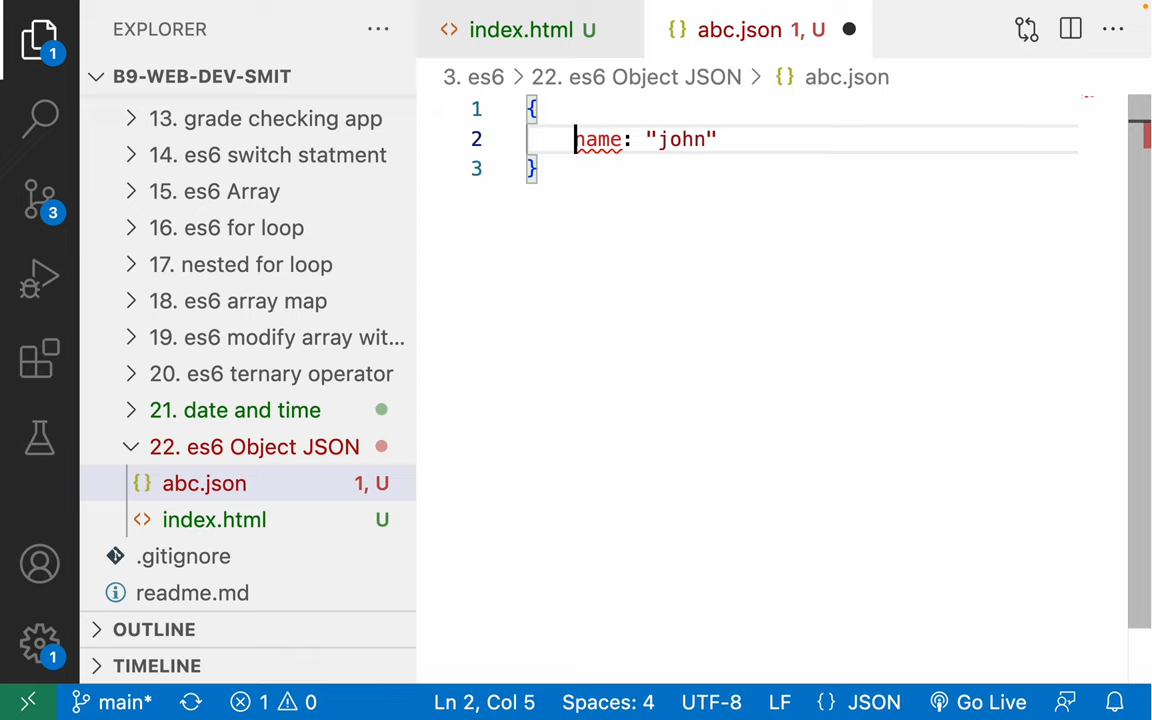 EXPLORER
B9-WEB-DEV-SMIT
13. grade checking app
14. es6 switch statment
15. es6 Array
16. es6 for loop
17. nested for loop
18. es6 array map
19. es6 modify array wit...
20. es6 ternary operator
21. date and time
22. es6 Object JSON
{} abc.json 1, U
<> index.html U
.gitignore
readme.md
OUTLINE
TIMELINE
1
3
1
<> index.html U
{} abc.json 1, U
3. es6 > 22. es6 Object JSON > {} abc.json
1 {
2 name: "john"
3 }
main* 1 0 Ln 2, Col 5 Spaces: 4 UTF-8 LF {} JSON Go Live